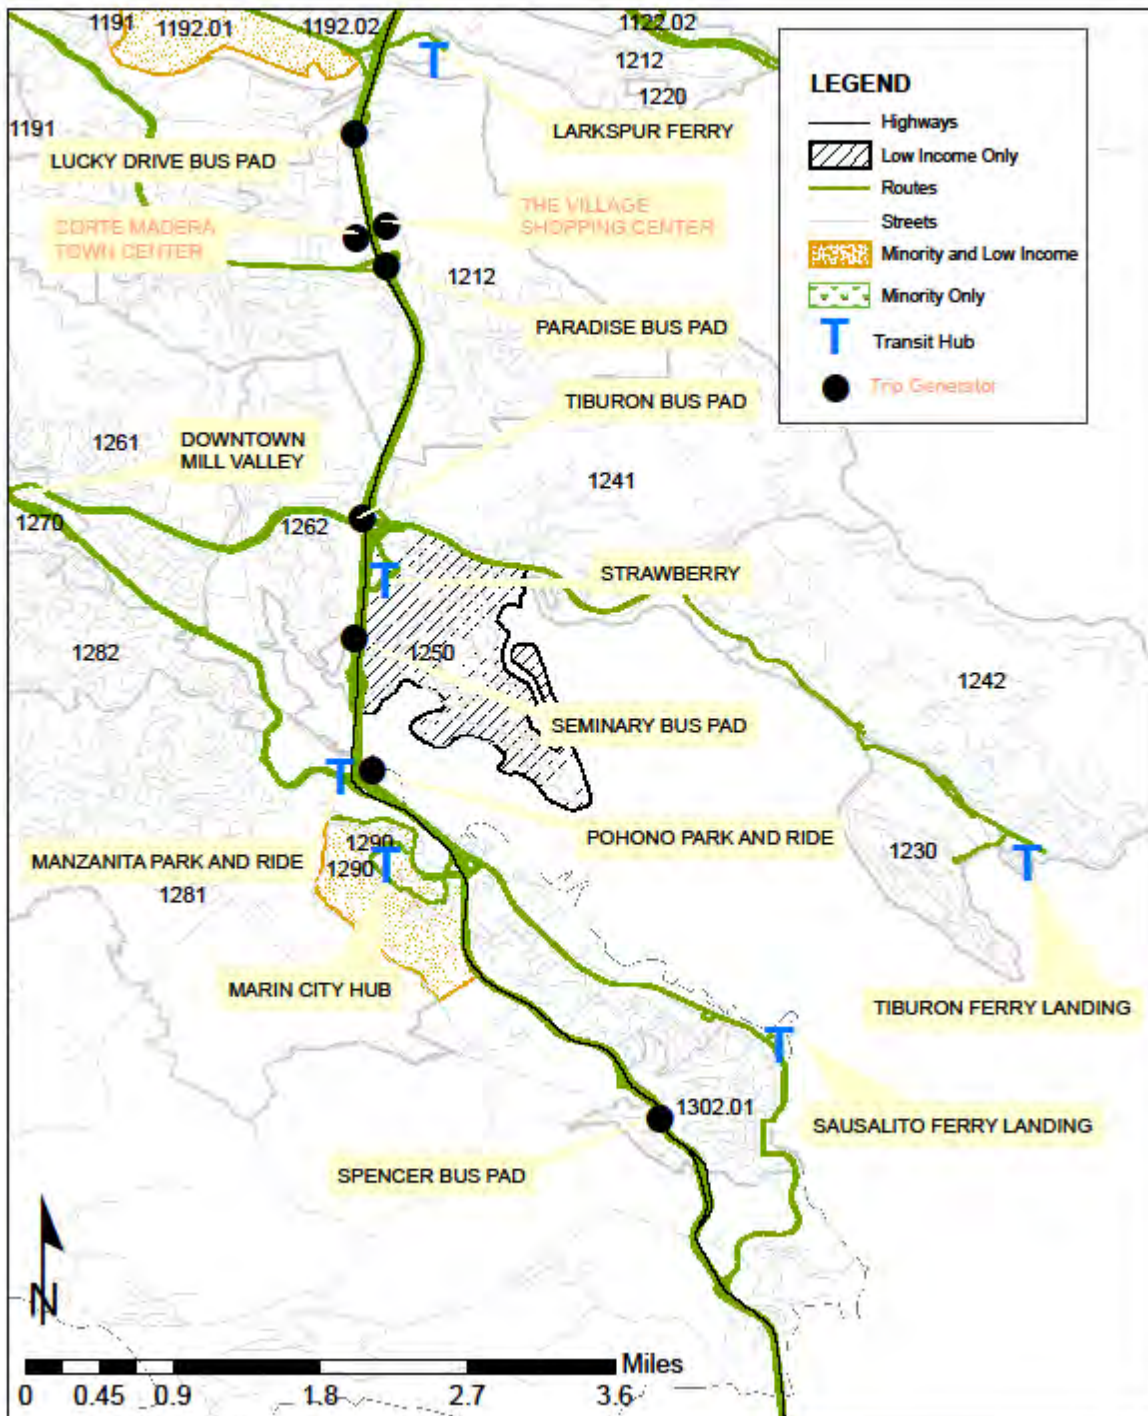 1191
1192.01
1192.02
1122.02
1212
1220
1191
LUCKY DRIVE BUS PAD
LARKSPUR FERRY
CORTE MADERA
TOWN CENTER
THE VILLAGE
SHOPPING CENTER
1212
PARADISE BUS PAD
TIBURON BUS PAD
LEGEND
Highways
Low Income Only
Routes
Streets
Minority and Low Income
Minority Only
T Transit Hub
Trip Generator
1261
DOWNTOWN
MILL VALLEY
1241
1270
1262
T
STRAWBERRY
1282
1250
1242
SEMINARY BUS PAD
T
POHONO PARK AND RIDE
MANZANITA PARK AND RIDE
1290
1290
T
1281
1230
T
MARIN CITY HUB
TIBURON FERRY LANDING
T
1302.01
SAUSALITO FERRY LANDING
SPENCER BUS PAD
N
Miles
0 0.45 0.9 1.8 2.7 3.6
T